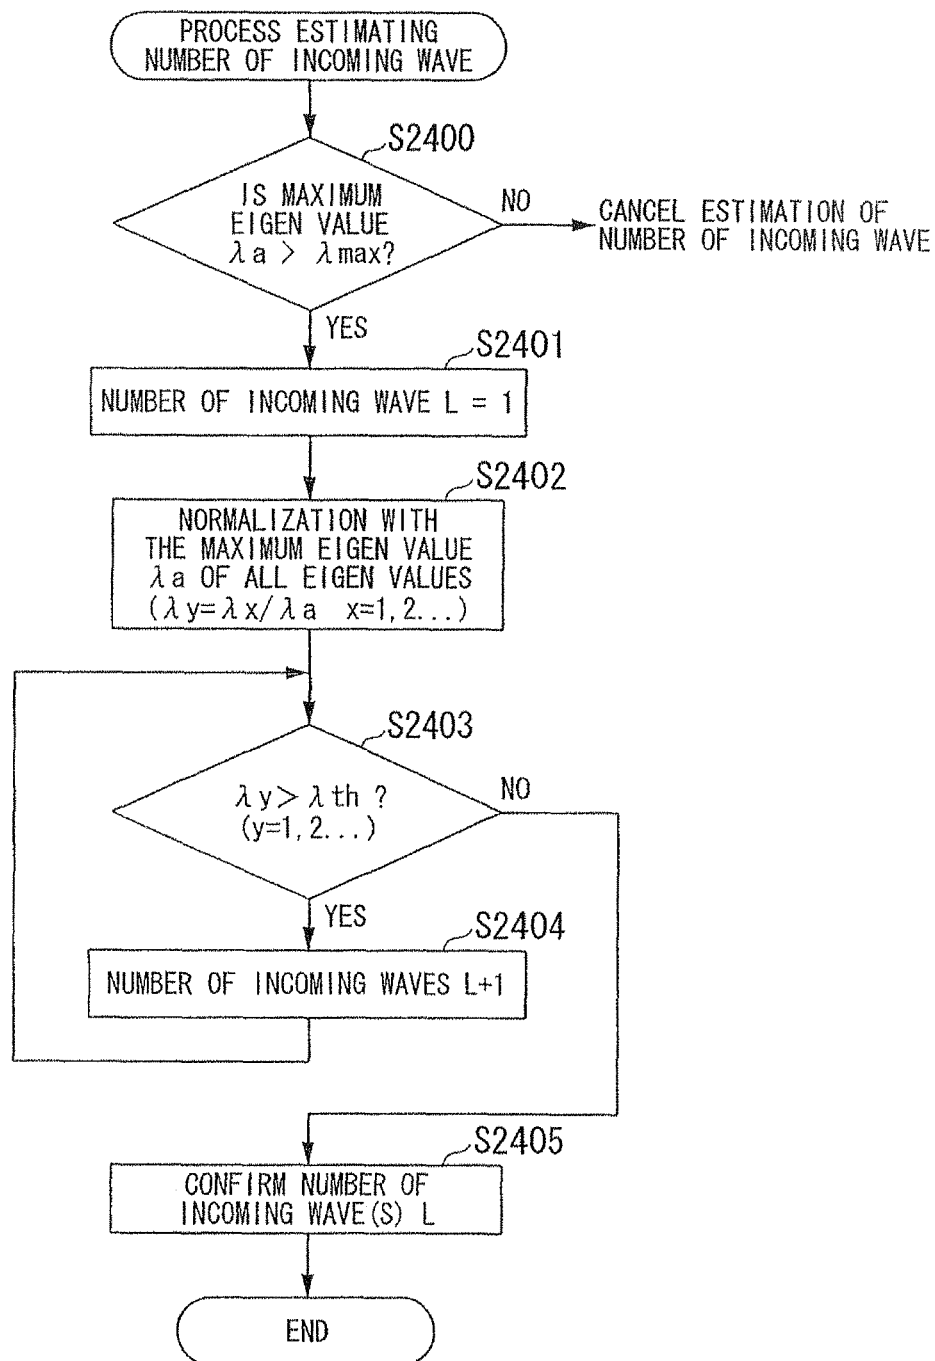 PROCESS ESTIMATING
NUMBER OF INCOMING WAVE
S2400
IS MAXIMUM
EIGEN VALUE
λa > λmax?
NO
CANCEL ESTIMATION OF
NUMBER OF INCOMING WAVE
YES
S2401
NUMBER OF INCOMING WAVE L = 1
S2402
NORMALIZATION WITH
THE MAXIMUM EIGEN VALUE
λa OF ALL EIGEN VALUES
(λy=λx/λa x=1,2...)
S2403
λy> λth ?
(y=1,2...)
NO
YES
S2404
NUMBER OF INCOMING WAVES L+1
S2405
CONFIRM NUMBER OF
INCOMING WAVE(S) L
END